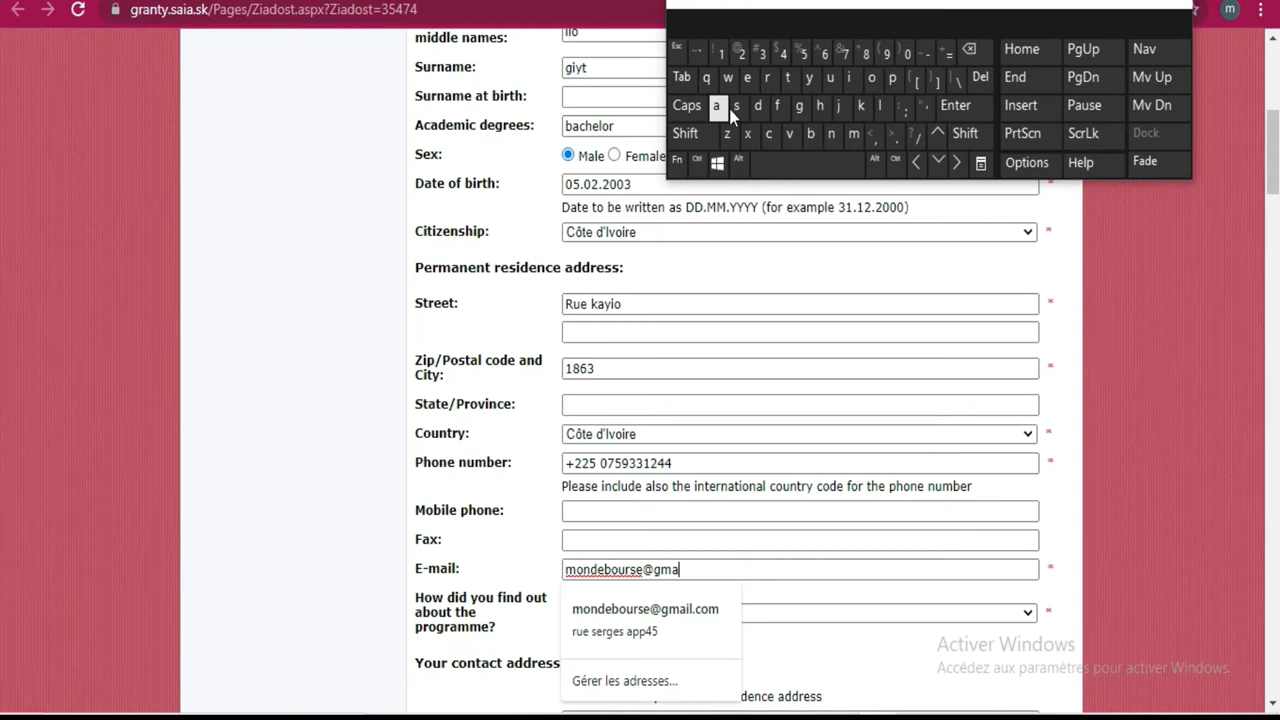 granty.saia.sk/Pages/Ziadost.aspx?Ziadost=35474
m
middle names:
Surname: giyt
Surname at birth:
Academic degrees: bachelor
Sex: Male Female
Date of birth: 05.02.2003 *
Date to be written as DD.MM.YYYY (for example 31.12.2000)
Citizenship: Côte d'Ivoire *
Permanent residence address:
Street: Rue kayio *
Zip/Postal code and
City: 1863 *
State/Province:
Country: Côte d'Ivoire *
Phone number: +225 0759331244 *
Please include also the international country code for the phone number
Mobile phone:
Fax:
E-mail: mondebourse@gma *
How did you find out
about the
programme? *
mondebourse@gmail.com
rue serges app45
Gérer les adresses...
Your contact address
idence address
Esc ~ ` ! 1 @ 2 # 3 $ 4 % 5 ^ 6 & 7 * 8 ( 9 ) 0 _ - + = Home PgUp Nav
Tab q w e r t y u i o p { [ } ] | \ Del End PgDn Mv Up
Caps a s d f g h j k l : ; " ' Enter Insert Pause Mv Dn
Shift z x c v b n m < , > . ? / Shift PrtScn ScrLk Dock
Fn Ctrl Alt Alt Ctrl Options Help Fade
Activer Windows
Accédez aux paramètres pour activer Windows.